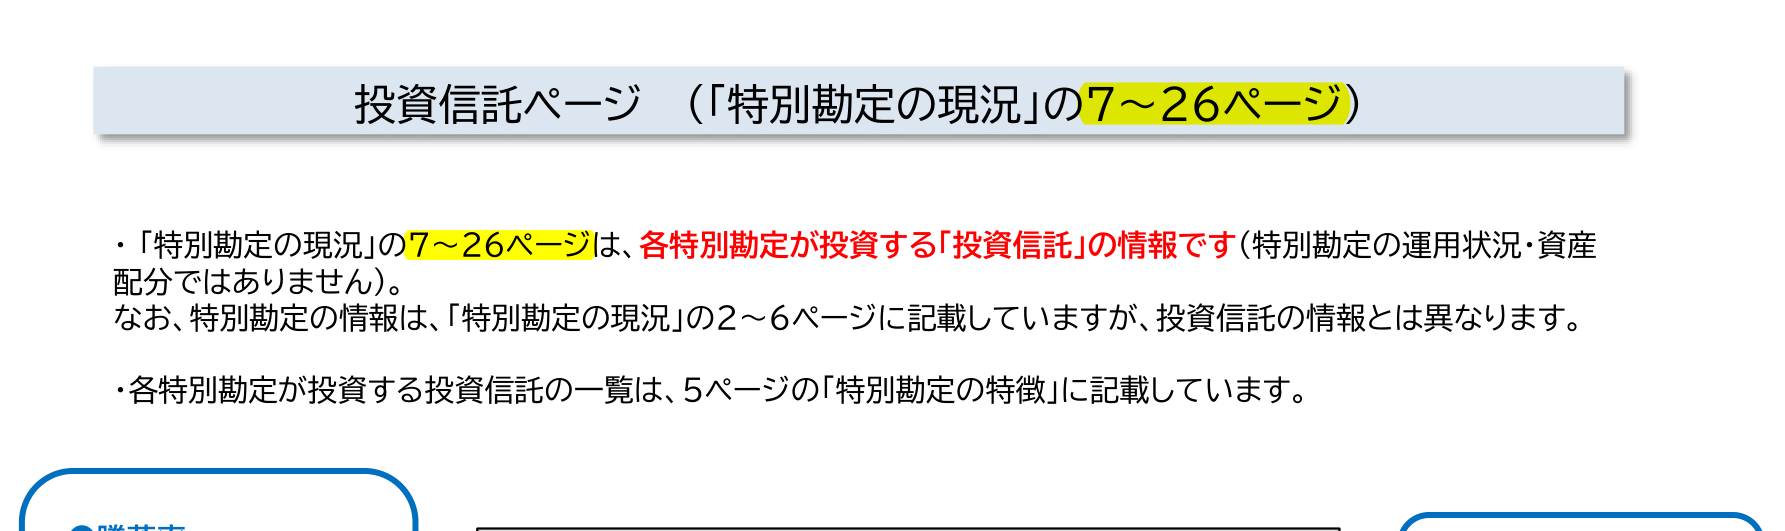 投資信託ページ　（「特別勘定の現況」の７～２６ページ）
・「特別勘定の現況」の７～２６ページは、各特別勘定が投資する「投資信託」の情報です（特別勘定の運用状況・資産
配分ではありません）。
なお、特別勘定の情報は、「特別勘定の現況」の２～６ページに記載していますが、投資信託の情報とは異なります。
・各特別勘定が投資する投資信託の一覧は、５ページの「特別勘定の特徴」に記載しています。